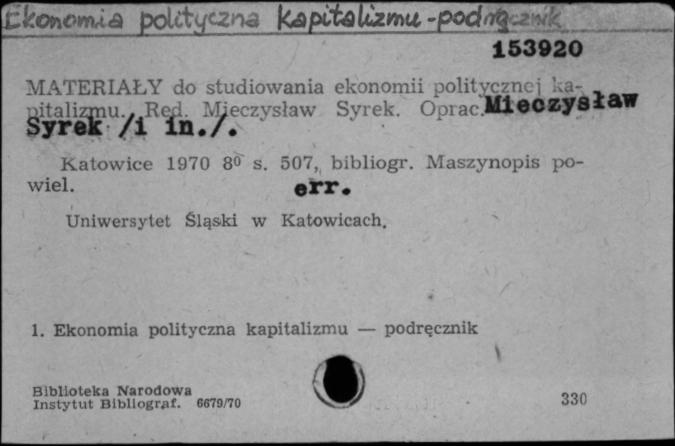 Ekonomia polityczna kapitalizmu - podręcznik
153920
MATERIAŁY do studiowania ekonomii politycznej ka-
pitalizmu. Red. Mieczysław Syrek. Oprac. Mieczysław
Syrek /i in./.
Katowice 1970 8⁰ s. 507, bibliogr. Maszynopis po-
wiel. err.
Uniwersytet Śląski w Katowicach.
1. Ekonomia polityczna kapitalizmu — podręcznik
Biblioteka Narodowa
Instytut Bibliograf. 6679/70 330